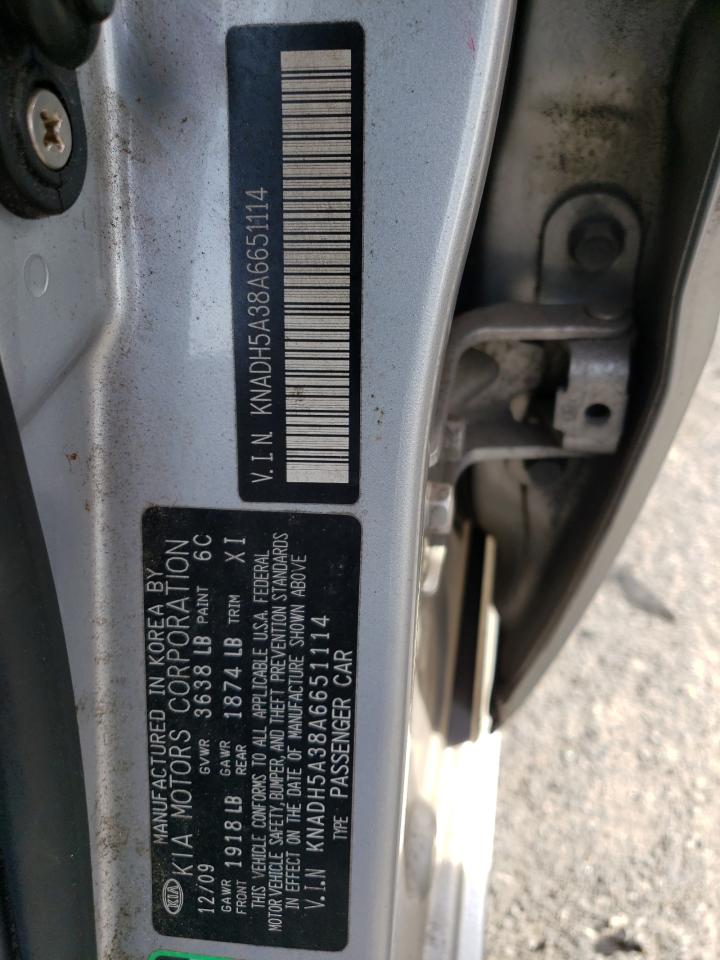 V.I.N KNADH5A38A6651114
MANUFACTURED IN KOREA BY
KIA KIA MOTORS CORPORATION
12/09 GVWR 3638 LB PAINT 6C
GAWR FRONT 1918 LB GAWR REAR 1874 LB TRIM XI
THIS VEHICLE CONFORMS TO ALL APPLICABLE U.S.A. FEDERAL
MOTOR VEHICLE SAFETY, BUMPER, AND THEFT PREVENTION STANDARDS
IN EFFECT ON THE DATE OF MANUFACTURE SHOWN ABOVE
V.I.N KNADH5A38A6651114
TYPE PASSENGER CAR